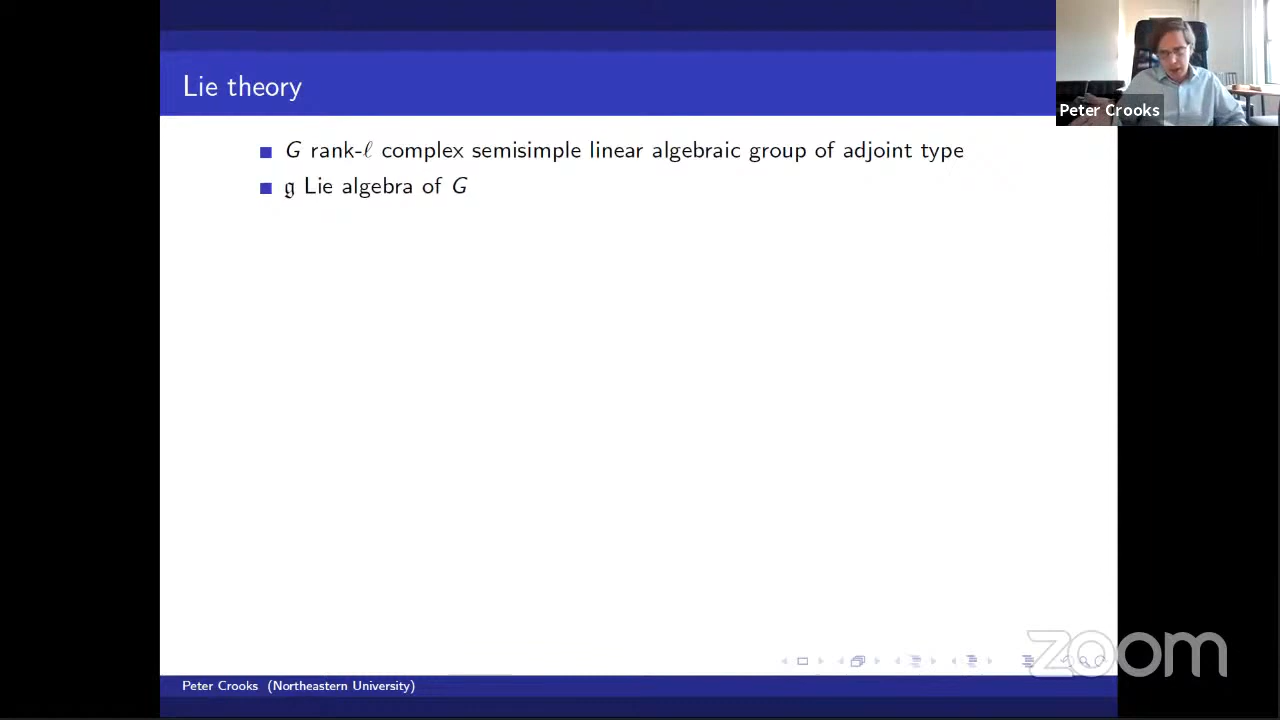 Lie theory
Peter Crooks
G rank-ℓ complex semisimple linear algebraic group of adjoint type
𝔤 Lie algebra of G
zoom
Peter Crooks (Northeastern University)